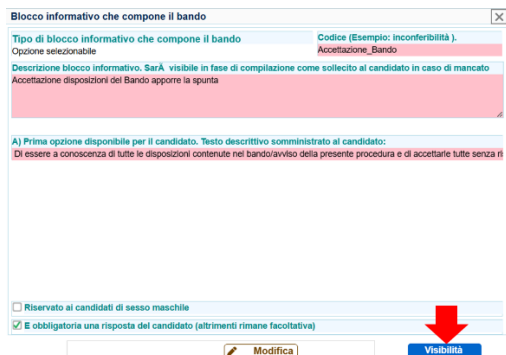 Blocco informativo che compone il bando
Tipo di blocco informativo che compone il bando
Opzione selezionabile
Codice (Esempio: inconferibilità ).
Accettazione_Bando
Descrizione blocco informativo. SarÃ visibile in fase di compilazione come sollecito al candidato in caso di mancato
Accettazione disposizioni del Bando apporre la spunta
A) Prima opzione disponibile per il candidato. Testo descrittivo somministrato al candidato:
Di essere a conoscenza di tutte le disposizioni contenute nel bando/avviso della presente procedura e di accettarle tutte senza ri
Riservato ai candidati di sesso maschile
E obbligatoria una risposta del candidato (altrimenti rimane facoltativa)
Modifica
Visibilità